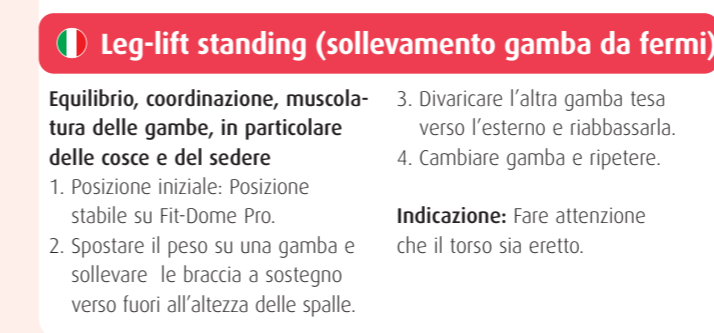 Leg-lift standing (sollevamento gamba da fermi)
Equilibrio, coordinazione, muscola-
tura delle gambe, in particolare
delle cosce e del sedere
1. Posizione iniziale: Posizione
stabile su Fit-Dome Pro.
2. Spostare il peso su una gamba e
sollevare  le braccia a sostegno
verso fuori all’altezza delle spalle.
3. Divaricare l’altra gamba tesa
verso l’esterno e riabbassarla.
4. Cambiare gamba e ripetere.
Indicazione: Fare attenzione
che il torso sia eretto.